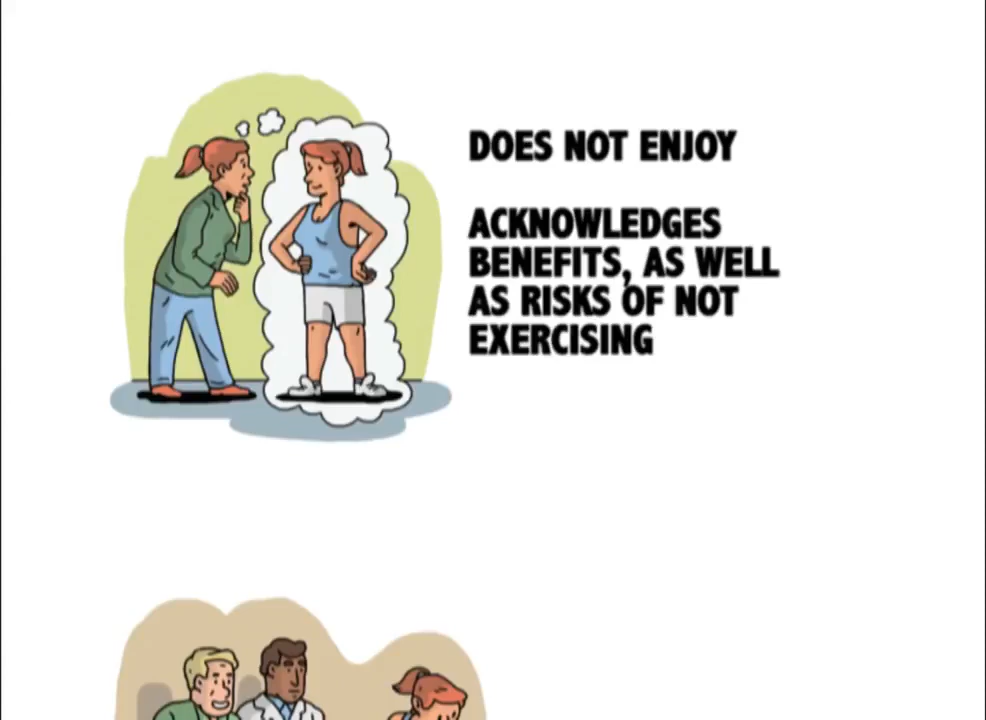 DOES NOT ENJOY
ACKNOWLEDGES
BENEFITS, AS WELL
AS RISKS OF NOT
EXERCISING